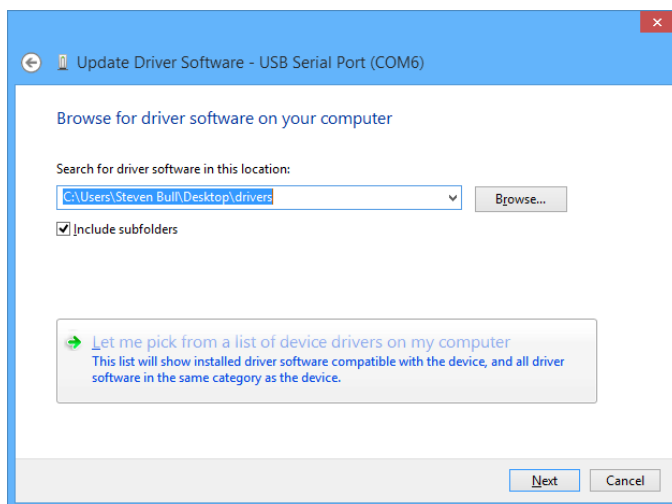 Update Driver Software - USB Serial Port (COM6)
Browse for driver software on your computer
Search for driver software in this location:
C:\Users\Steven Bull\Desktop\drivers
Browse...
Include subfolders
Let me pick from a list of device drivers on my computer
This list will show installed driver software compatible with the device, and all driver
software in the same category as the device.
Next
Cancel